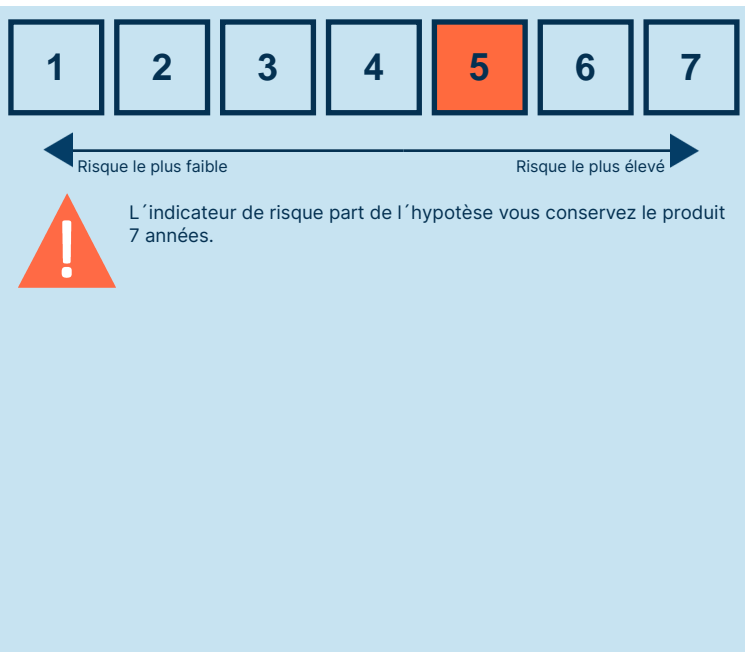 1 2 3 4 5 6 7
Risque le plus faible Risque le plus élevé
L´indicateur de risque part de l´hypotèse vous conservez le produit
7 années.
!